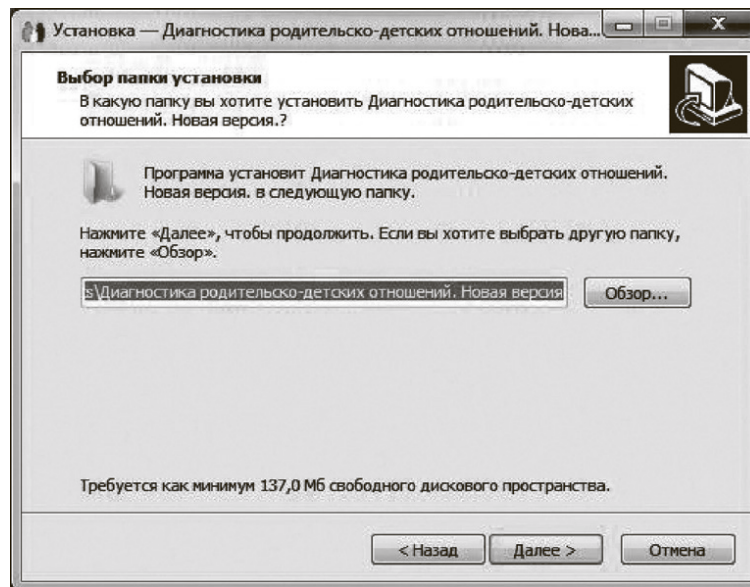 Установка — Диагностика родительско-детских отношений. Нова...
Выбор папки установки
В какую папку вы хотите установить Диагностика родительско-детских
отношений. Новая версия.?
Программа установит Диагностика родительско-детских отношений.
Новая версия. в следующую папку.
Нажмите «Далее», чтобы продолжить. Если вы хотите выбрать другую папку,
нажмите «Обзор».
s\Диагностика родительско-детских отношений. Новая версия
Обзор...
Требуется как минимум 137,0 Мб свободного дискового пространства.
< Назад
Далее >
Отмена